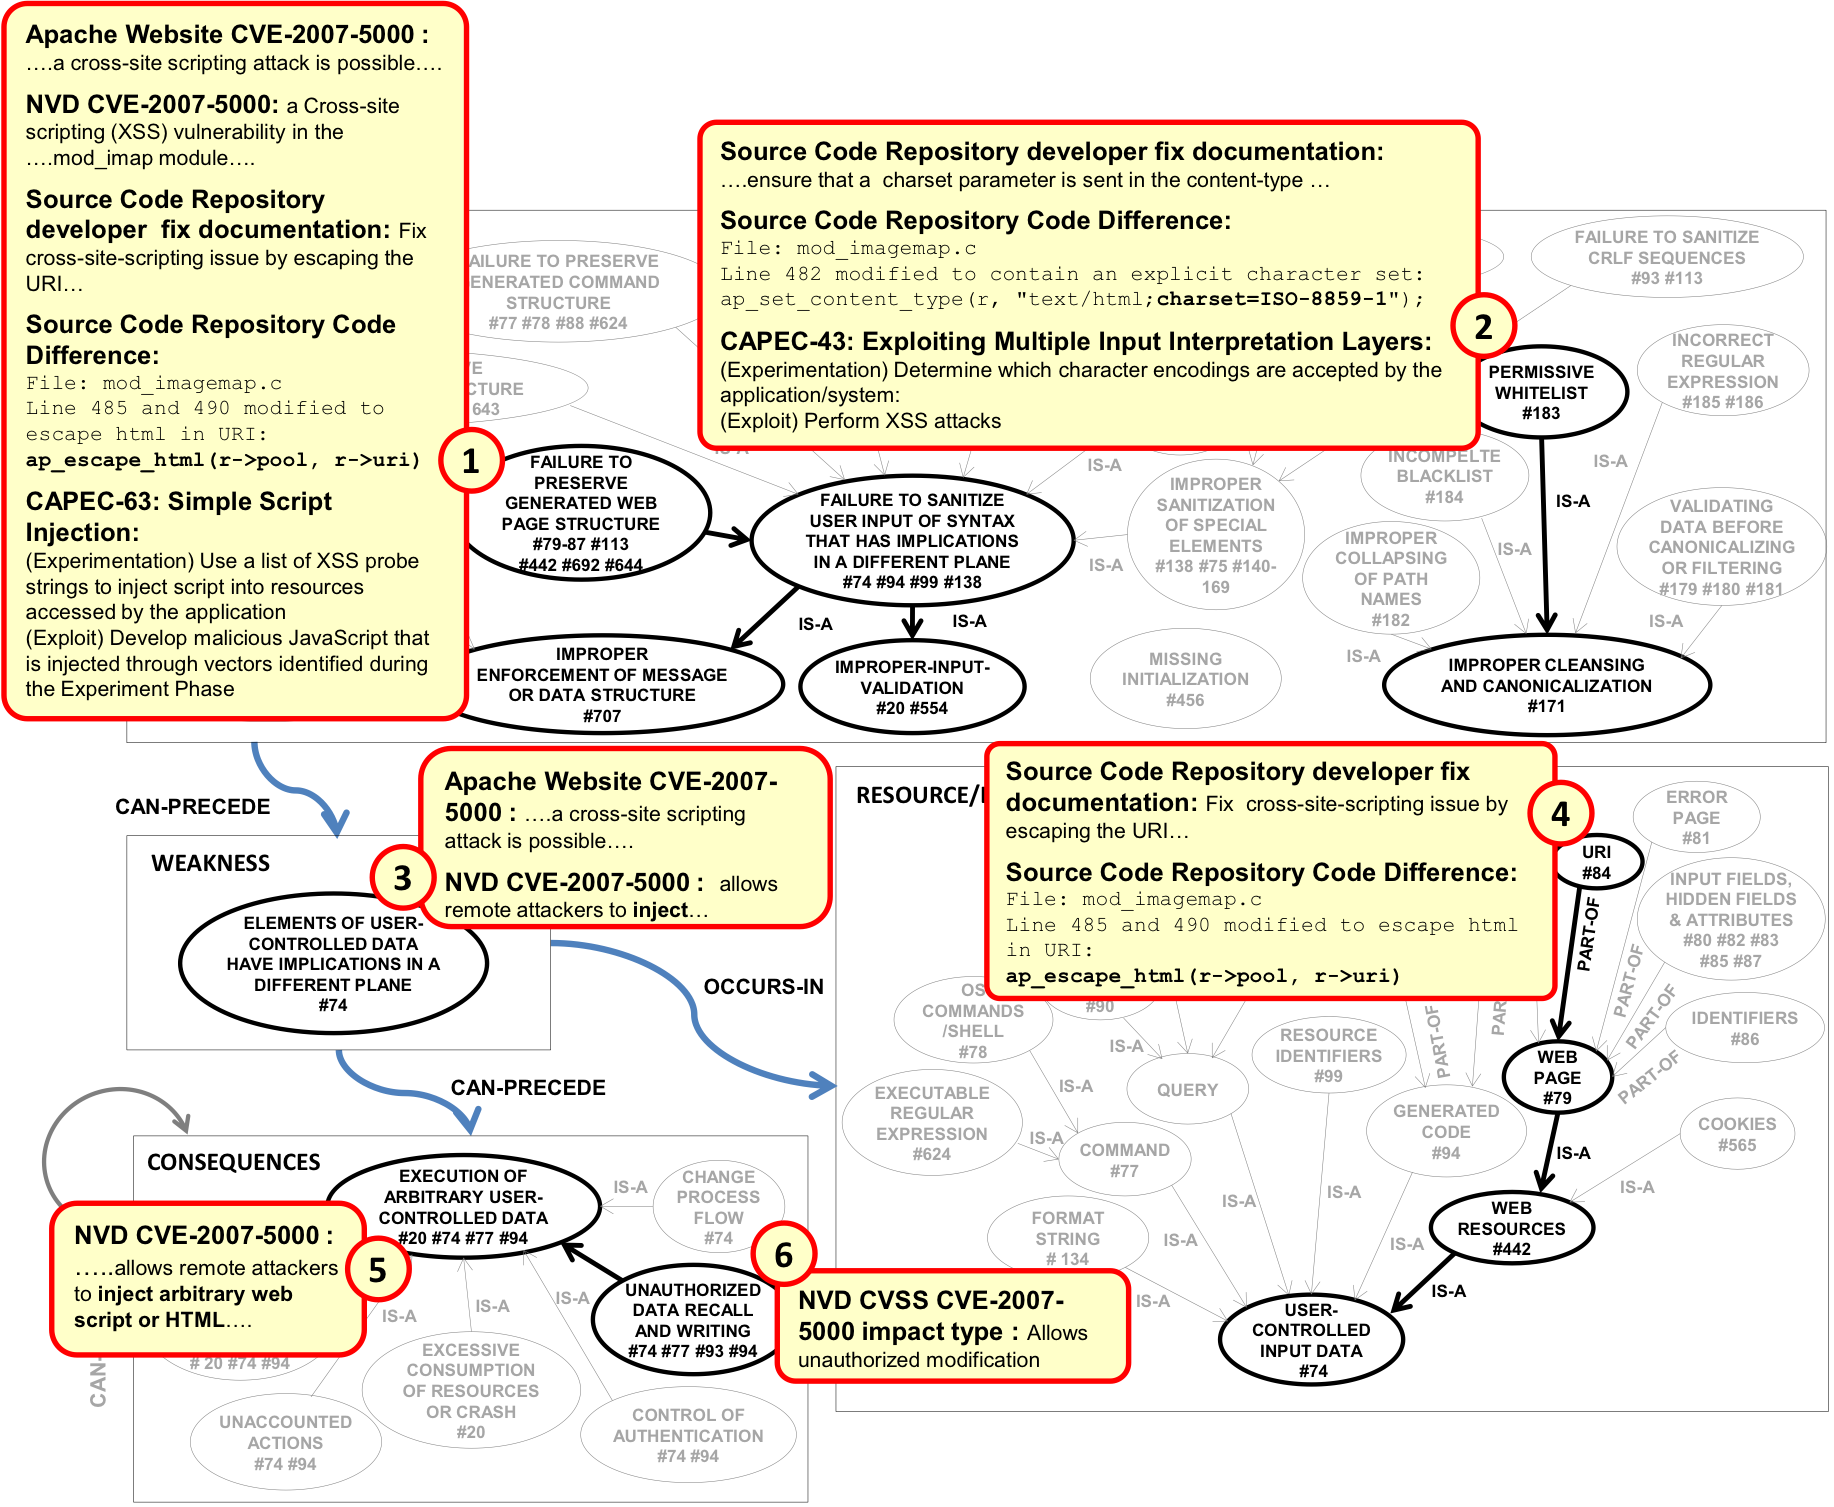 Apache Website CVE-2007-5000 :
….a cross-site scripting attack is possible….
NVD CVE-2007-5000: a Cross-site
scripting (XSS) vulnerability in the
….mod_imap module….
Source Code Repository
developer fix documentation: Fix
cross-site-scripting issue by escaping the
URI…
Source Code Repository Code
Difference:
File: mod_imagemap.c
Line 485 and 490 modified to
escape html in URI:
ap_escape_html(r->pool, r->uri)
CAPEC-63: Simple Script
Injection:
(Experimentation) Use a list of XSS probe
strings to inject script into resources
accessed by the application
(Exploit) Develop malicious JavaScript that
is injected through vectors identified during
the Experiment Phase
1
Source Code Repository developer fix documentation:
….ensure that a charset parameter is sent in the content-type …
Source Code Repository Code Difference:
File: mod_imagemap.c
Line 482 modified to contain an explicit character set:
ap_set_content_type(r, "text/html;charset=ISO-8859-1");
CAPEC-43: Exploiting Multiple Input Interpretation Layers:
(Experimentation) Determine which character encodings are accepted by the
application/system:
(Exploit) Perform XSS attacks
2
AILURE TO PRESERVE
ENERATED COMMAND
STRUCTURE
#77 #78 #88 #624
VE
CTURE
643
FAILURE TO SANITIZE
CRLF SEQUENCES
#93 #113
INCORRECT
REGULAR
EXPRESSION
#185 #186
PERMISSIVE
WHITELIST
#183
INCOMPELTE
BLACKLIST
#184
IS-A
IS-A
IS-A
IS-A
FAILURE TO
PRESERVE
GENERATED WEB
PAGE STRUCTURE
#79-87 #113
#442 #692 #644
FAILURE TO SANITIZE
USER INPUT OF SYNTAX
THAT HAS IMPLICATIONS
IN A DIFFERENT PLANE
#74 #94 #99 #138
IMPROPER
SANITIZATION
OF SPECIAL
ELEMENTS
#138 #75 #140-
169
IS-A
IMPROPER
COLLAPSING
OF PATH
NAMES
#182
IS-A
VALIDATING
DATA BEFORE
CANONICALIZING
OR FILTERING
#179 #180 #181
IS-A
IS-A
IS-A
IS-A
IMPROPER
ENFORCEMENT OF MESSAGE
OR DATA STRUCTURE
#707
IMPROPER-INPUT-
VALIDATION
#20 #554
MISSING
INITIALIZATION
#456
IMPROPER CLEANSING
AND CANONICALIZATION
#171
CAN-PRECEDE
WEAKNESS
ELEMENTS OF USER-
CONTROLLED DATA
HAVE IMPLICATIONS IN A
DIFFERENT PLANE
#74
3
Apache Website CVE-2007-
5000 : ….a cross-site scripting
attack is possible….
NVD CVE-2007-5000 : allows
remote attackers to inject…
OCCURS-IN
CAN-PRECEDE
RESOURCE/
Source Code Repository developer fix
documentation: Fix cross-site-scripting issue by
escaping the URI…
Source Code Repository Code Difference:
File: mod_imagemap.c
Line 485 and 490 modified to escape html
in URI:
ap_escape_html(r->pool, r->uri)
4
URI
#84
ERROR
PAGE
#81
INPUT FIELDS,
HIDDEN FIELDS
& ATTRIBUTES
#80 #82 #83
#85 #87
PART-OF
PART-OF
PART-OF
PART-OF
PART-OF
PAR
IDENTIFIERS
#86
OS
COMMANDS
/SHELL
#78
#90
IS-A
IS-A
QUERY
RESOURCE
IDENTIFIERS
#99
WEB
PAGE
#79
EXECUTABLE
REGULAR
EXPRESSION
#624
IS-A
COMMAND
#77
GENERATED
CODE
#94
COOKIES
#565
IS-A
IS-A
IS-A
IS-A
WEB
RESOURCES
#442
FORMAT
STRING
# 134
IS-A
IS-A
IS-A
IS-A
USER-
CONTROLLED
INPUT DATA
#74
CONSEQUENCES
EXECUTION OF
ARBITRARY USER-
CONTROLLED DATA
#20 #74 #77 #94
IS-A
CHANGE
PROCESS
FLOW
#74
NVD CVE-2007-5000 :
…..allows remote attackers
to inject arbitrary web
script or HTML….
5
UNAUTHORIZED
DATA RECALL
AND WRITING
#74 #77 #93 #94
6
NVD CVSS CVE-2007-
5000 impact type : Allows
unauthorized modification
IS-A
IS-A
IS-A
CAN-
# 20 #74 #94
EXCESSIVE
CONSUMPTION
OF RESOURCES
OR CRASH
#20
UNACCOUNTED
ACTIONS
#74 #94
CONTROL OF
AUTHENTICATION
#74 #94